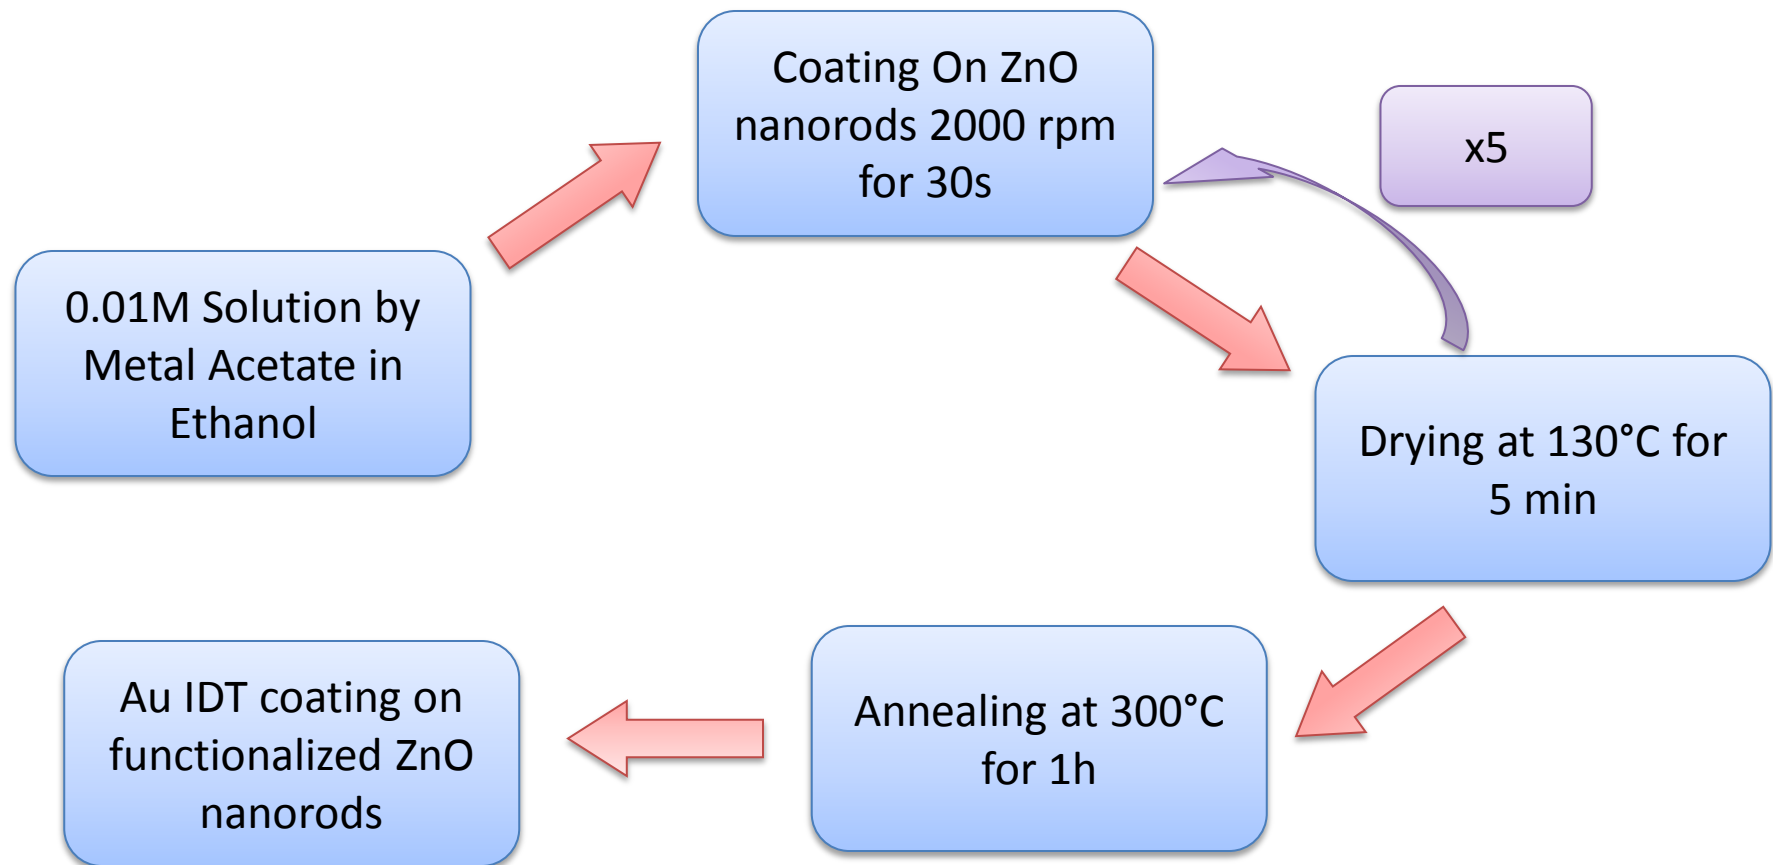 0.01M Solution by
Metal Acetate in
Ethanol
Coating On ZnO
nanorods 2000 rpm
for 30s
x5
Drying at 130°C for
5 min
Annealing at 300°C
for 1h
Au IDT coating on
functionalized ZnO
nanorods